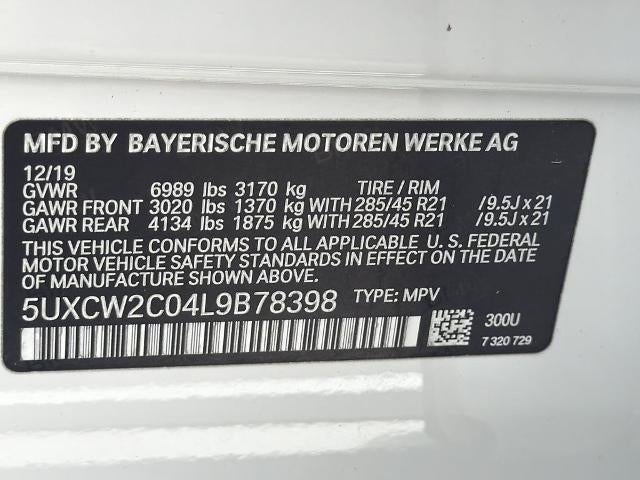 MFD BY BAYERISCHE MOTOREN WERKE AG
12/19
GVWR 6989 lbs 3170 kg TIRE / RIM
GAWR FRONT 3020 lbs 1370 kg WITH 285/45 R21 /9.5J x 21
GAWR REAR 4134 lbs 1875 kg WITH 285/45 R21 /9.5J x 21
THIS VEHICLE CONFORMS TO ALL APPLICABLE U. S. FEDERAL
MOTOR VEHICLE SAFETY STANDARDS IN EFFECT ON THE DATE
OF MANUFACTURE SHOWN ABOVE.
5UXCW2C04L9B78398 TYPE: MPV
300U
7 320 729